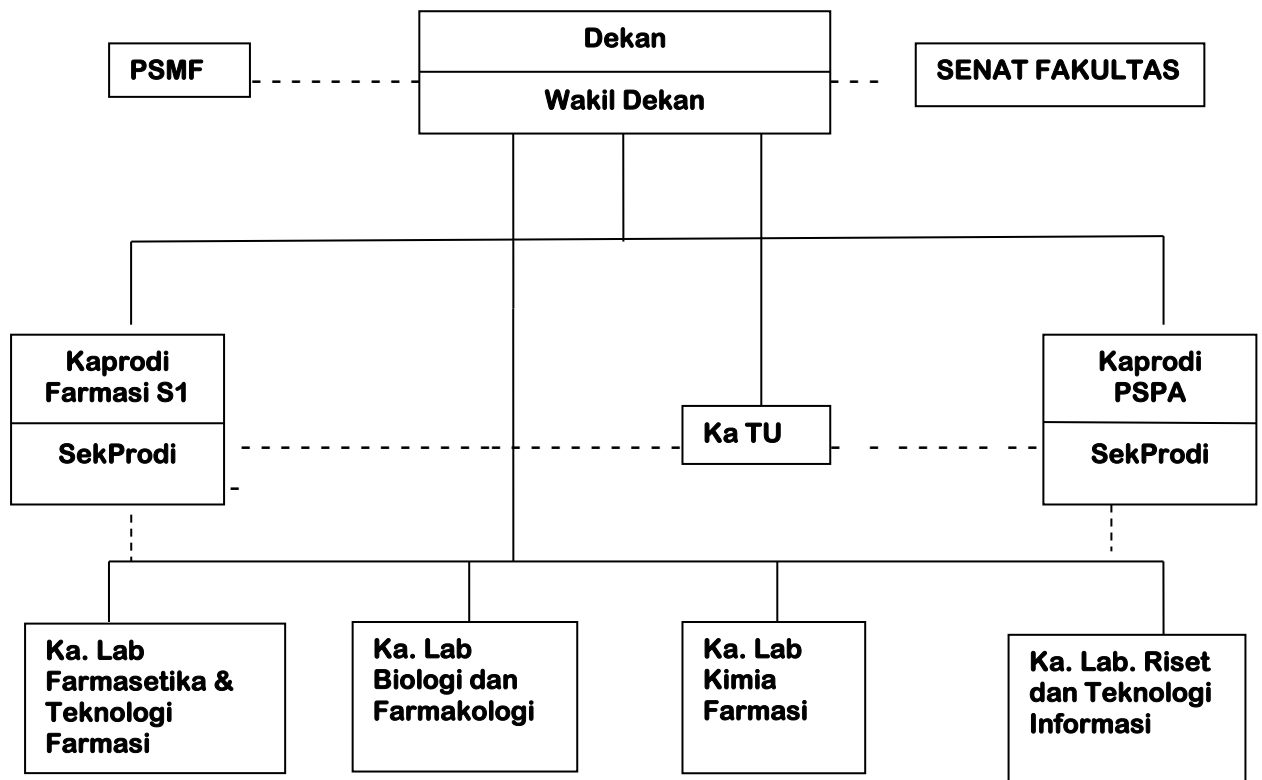 Dekan
PSMF
SENAT FAKULTAS
Wakil Dekan
Kaprodi
Farmasi S1
Kaprodi
PSPA
SekProdi
Ka TU
SekProdi
Ka. Lab
Farmasetika &
Teknologi
Farmasi
Ka. Lab
Biologi dan
Farmakologi
Ka. Lab
Kimia
Farmasi
Ka. Lab. Riset
dan Teknologi
Informasi